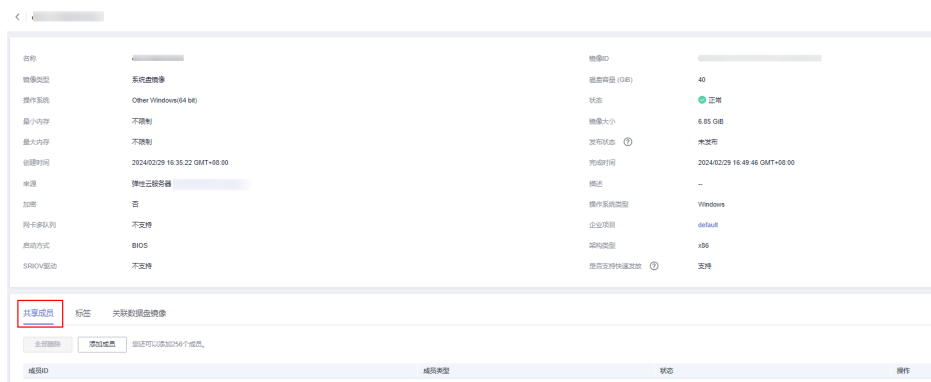 名称 镜像ID
镜像类型 系统盘镜像 磁盘容量 (GiB) 40
操作系统 Other Windows(64 bit) 状态 正常
最小内存 不限制 镜像大小 6.85 GiB
最大内存 不限制 发布状态 ? 未发布
创建时间 2024/02/29 16:35:22 GMT+08:00 完成时间 2024/02/29 16:49:46 GMT+08:00
来源 弹性云服务器 描述 --
加密 否 操作系统类型 Windows
网卡多队列 不支持 企业项目 default
启动方式 BIOS 架构类型 x86
SRIOV驱动 不支持 是否支持快速发放 ? 支持
共享成员 标签 关联数据盘镜像
全部删除 添加成员 您还可以添加256个成员。
成员ID 成员类型 状态 操作